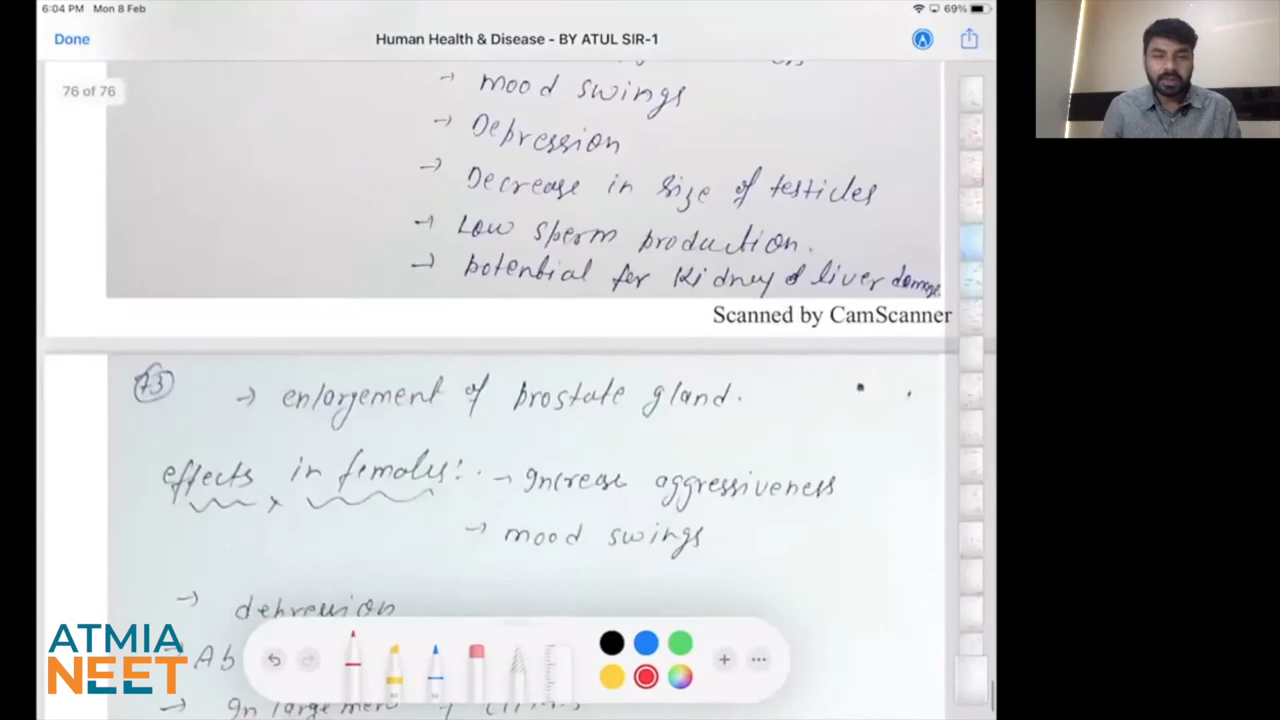 6:04 PM Mon 8 Feb
69%
Done
Human Health & Disease - BY ATUL SIR-1
76 of 76
→ mood swings
→ Depression
→ Decrease in size of testicles
→ Low sperm production.
→ potential for kidney & liver damage
Scanned by CamScanner
73
→ enlargement of prostate gland.
effects in females: → Increase aggressiveness
→ mood swings
→ depression
→ Ab
→
ATMIA
NEET